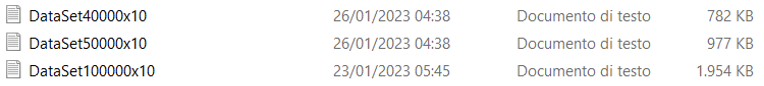 DataSet40000x10 26/01/2023 04:38 Documento di testo 782 KB
DataSet50000x10 26/01/2023 04:38 Documento di testo 977 KB
DataSet100000x10 23/01/2023 05:45 Documento di testo 1.954 KB